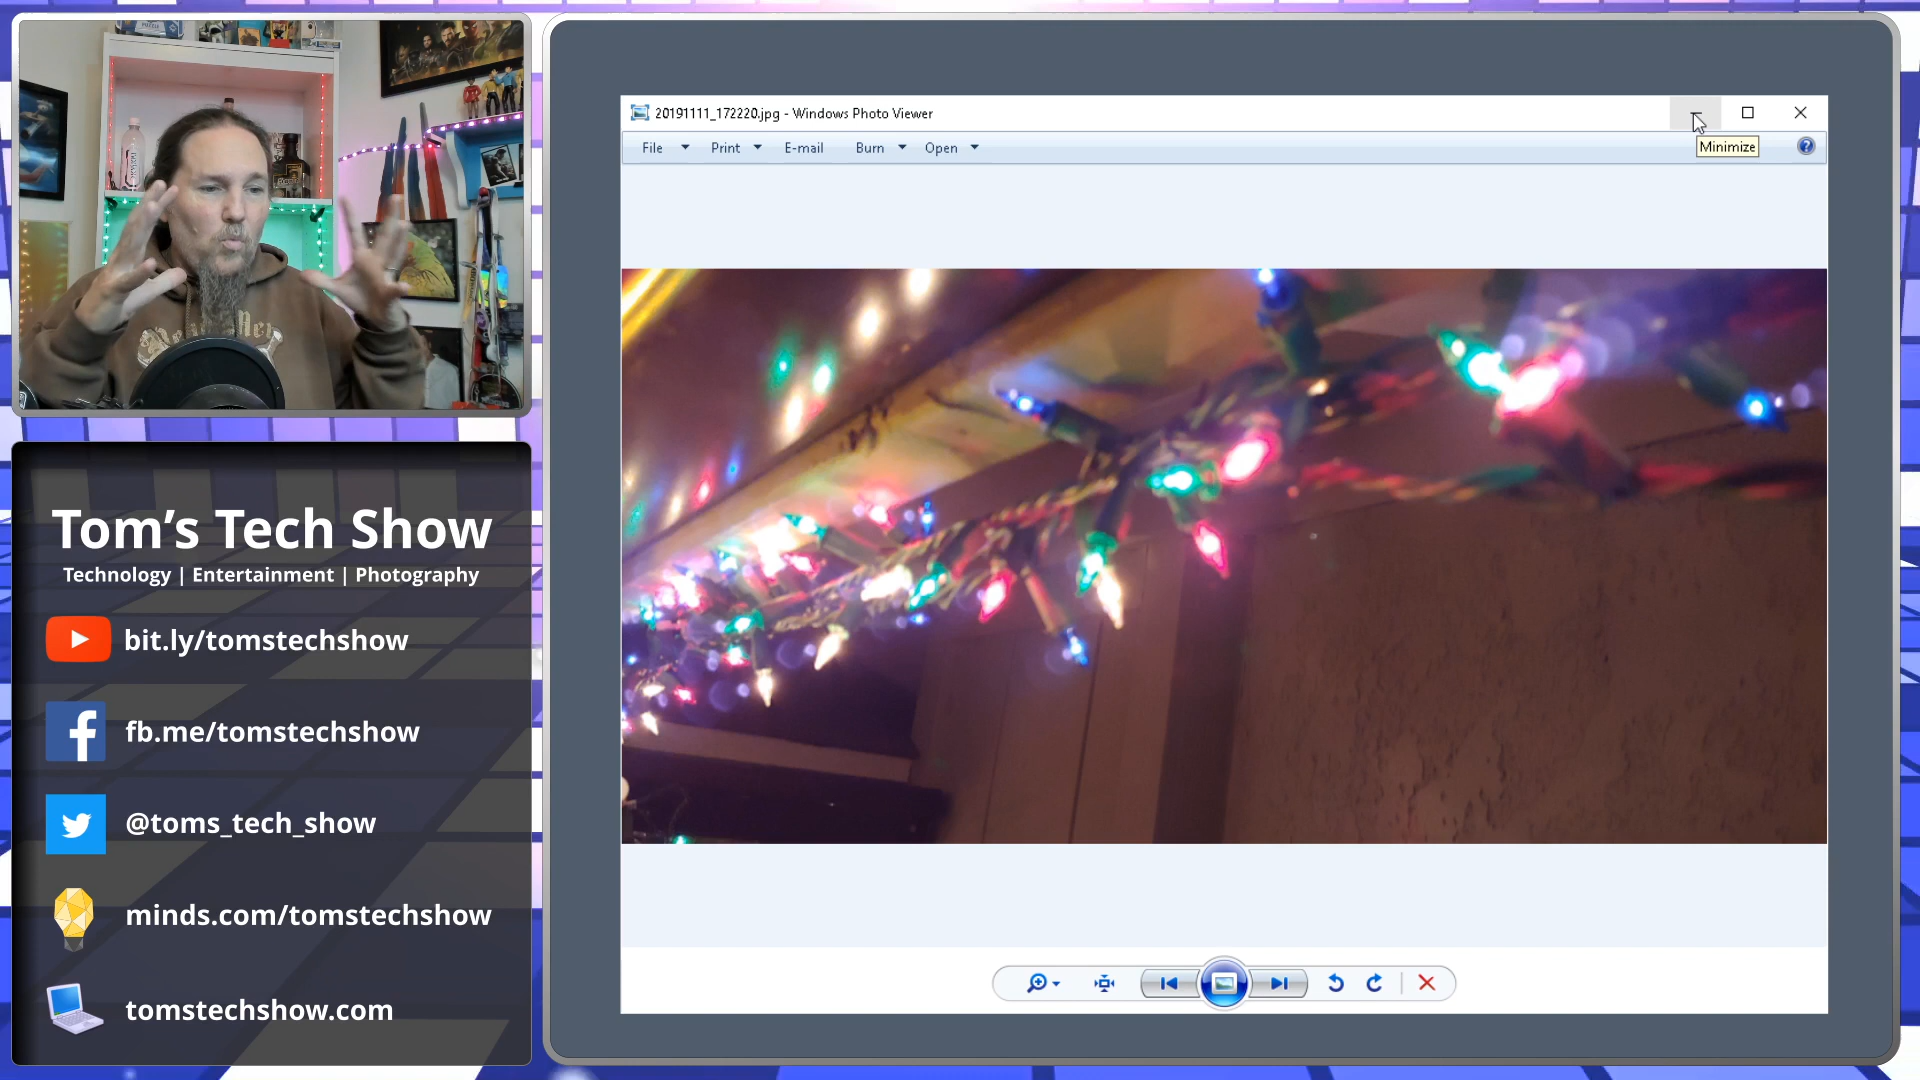 20191111_172220.jpg - Windows Photo Viewer
File Print E-mail Burn Open
Minimize
?
Tom's Tech Show
Technology | Entertainment | Photography
bit.ly/tomstechshow
fb.me/tomstechshow
@toms_tech_show
minds.com/tomstechshow
tomstechshow.com